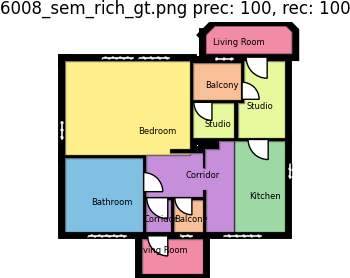 6008_sem_rich_gt.png prec: 100, rec: 100
Living Room
Balcony
Studio
Studio
Bedroom
Corridor
Kitchen
Bathroom
Corridor
Balcony
Living Room